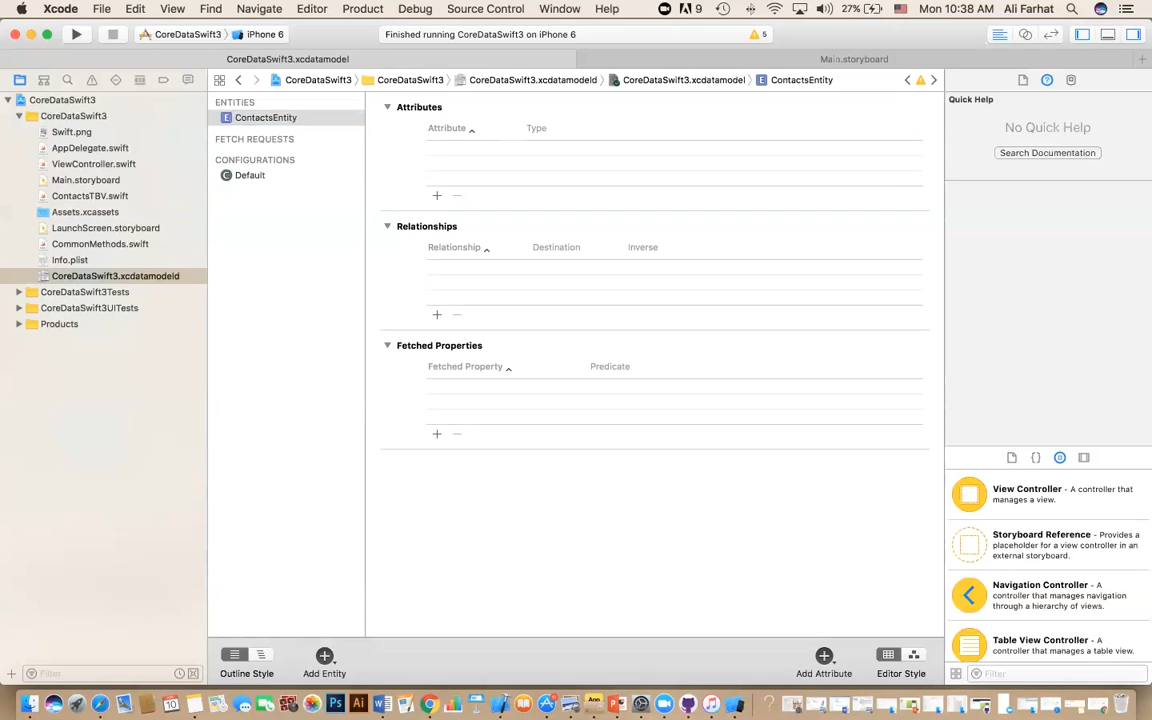 Xcode File Edit View Find Navigate Editor Product Debug Source Control Window Help 9 27% Mon 10:38 AM Ali Farhat
CoreDataSwift3 iPhone 6 Finished running CoreDataSwift3 on iPhone 6 5
CoreDataSwift3.xcdatamodel Main.storyboard
CoreDataSwift3 CoreDataSwift3 CoreDataSwift3.xcdatamodeld CoreDataSwift3.xcdatamodel E ContactsEntity
CoreDataSwift3
CoreDataSwift3
Swift.png
AppDelegate.swift
ViewController.swift
Main.storyboard
ContactsTBV.swift
Assets.xcassets
LaunchScreen.storyboard
CommonMethods.swift
Info.plist
CoreDataSwift3.xcdatamodeld
CoreDataSwift3Tests
CoreDataSwift3UITests
Products
Filter
ENTITIES
E ContactsEntity
FETCH REQUESTS
CONFIGURATIONS
C Default
Attributes
Attribute Type
Relationships
Relationship Destination Inverse
Fetched Properties
Fetched Property Predicate
Outline Style Add Entity Add Attribute Editor Style
Quick Help
No Quick Help
Search Documentation
View Controller - A controller that
manages a view.
Storyboard Reference - Provides a
placeholder for a view controller in an
external storyboard.
Navigation Controller - A
controller that manages navigation
through a hierarchy of views.
Table View Controller - A
controller that manages a table view.
Filter
10
Ps Ai W